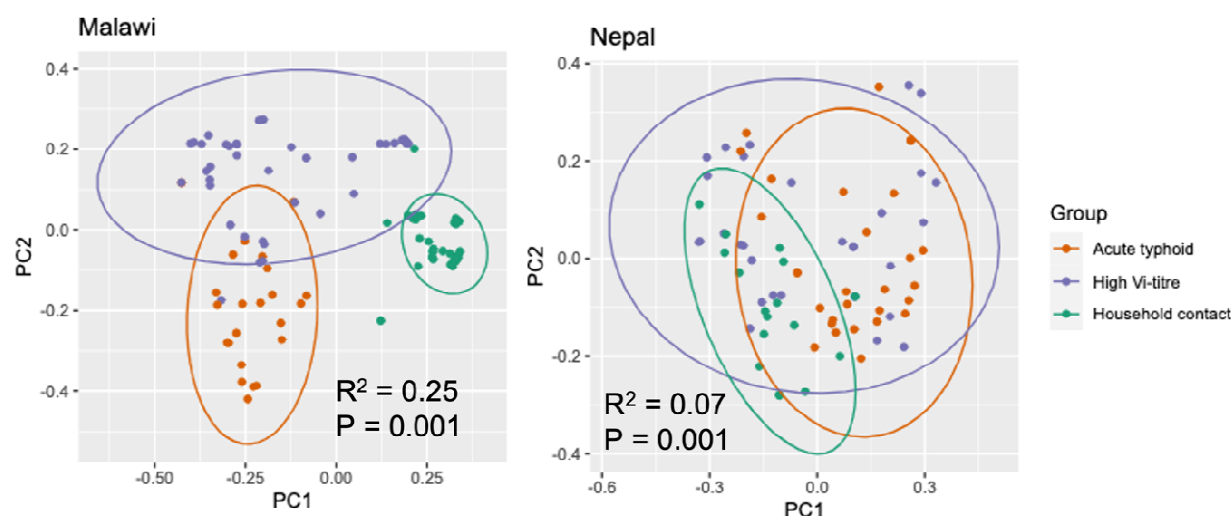 Malawi
0.4
0.2
0.0
-0.2
-0.4
PC2
-0.50
-0.25
0.00
0.25
PC1
R² = 0.25
P = 0.001
Nepal
0.4
0.2
0.0
-0.2
-0.4
PC2
-0.6
-0.3
0.0
0.3
PC1
R² = 0.07
P = 0.001
Group
Acute typhoid
High Vi-titre
Household contact